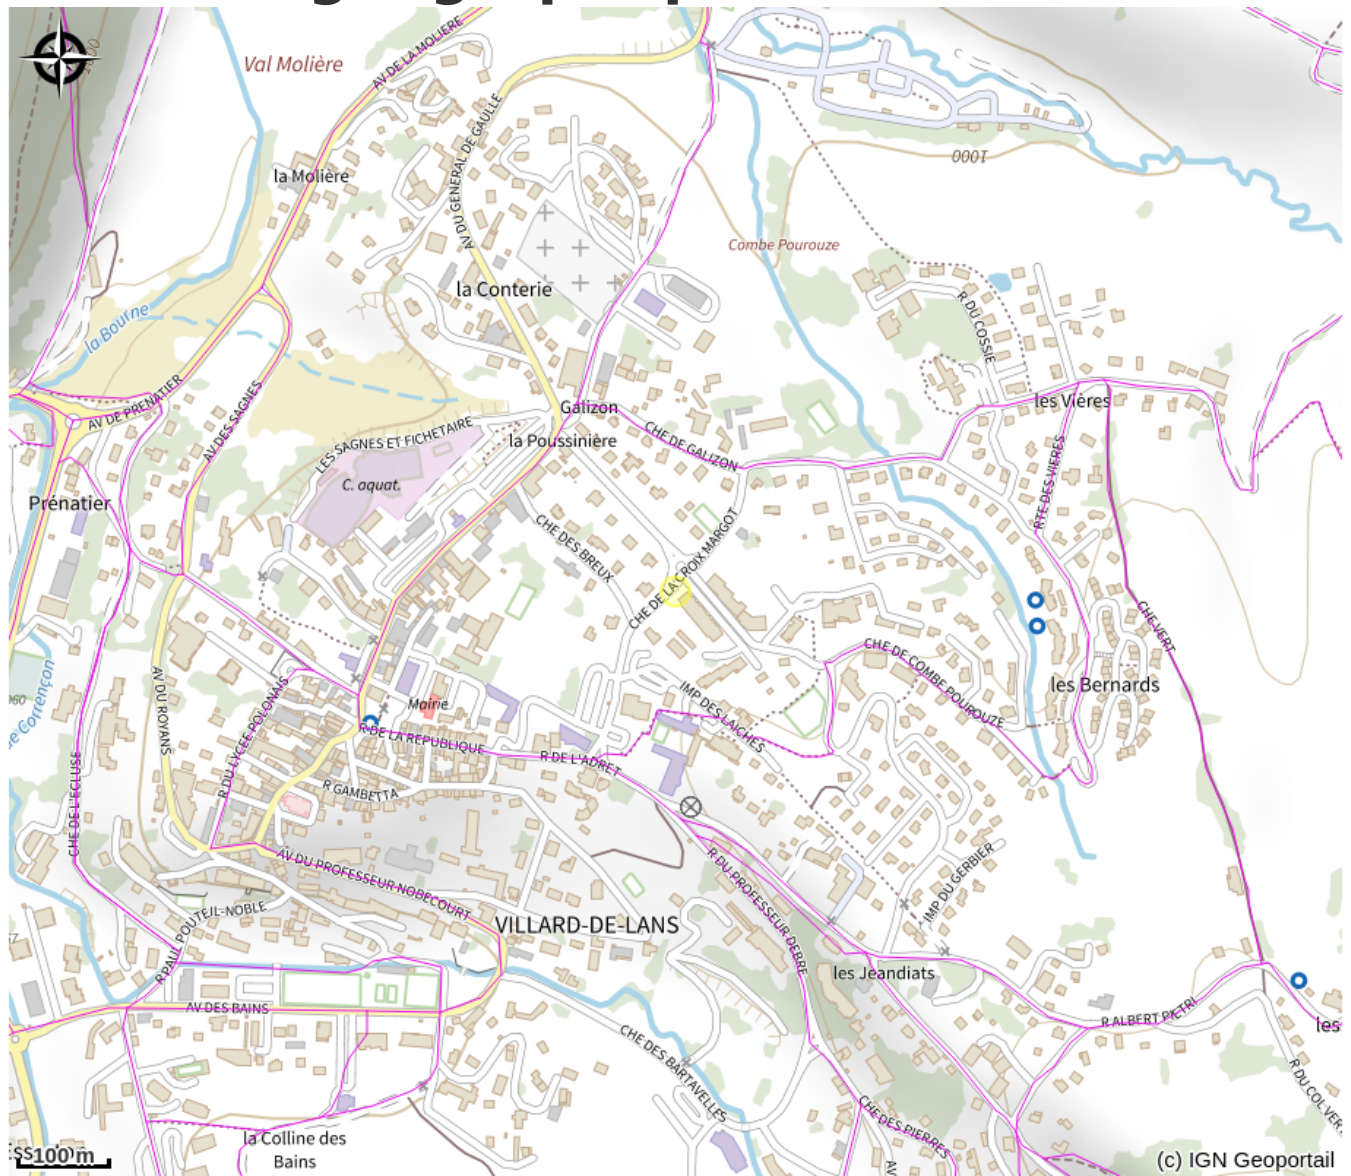 Val Molière
AV DE LA MOLIERE
la Molière
AV DU GENERAL DE GAULLE
1000
Combe Pourouze
la Conterie
la Bourne
R DU COSSIE
AV DE PRENATIER
AV DES SAGNES
les Vières
Galizon
LES SAGNES ET FICHETAIRE
la Poussinière
CHE DE GALIZON
C. aquat.
Prénatier
RTE DES VIERES
CHE DES BREUX
CHE DE LA CROIX MARGOT
CHE VERT
CHE DE COMBE POUROUZE
les Bernards
AV DU ROYANS
R DU LYCEE POLONAIS
Mairie
IMP DES LAICHES
R DE LA REPUBLIQUE
R DE L'ADRET
R GAMBETTA
CHE DE L'ECLUSE
AV DU PROFESSEUR NOBECOURT
R DU PROFESSEUR DEBRE
IMP DU GERBIER
R PAUL POUTEIL-NOBLE
VILLARD-DE-LANS
les Jeandiats
AV DES BAINS
R ALBERT PIETRI
les
CHE DES BARTAVELLES
R DU COL VERT
CHE DES PIERRES
AV
la Colline des
Bains
100 m
(c) IGN Geoportail